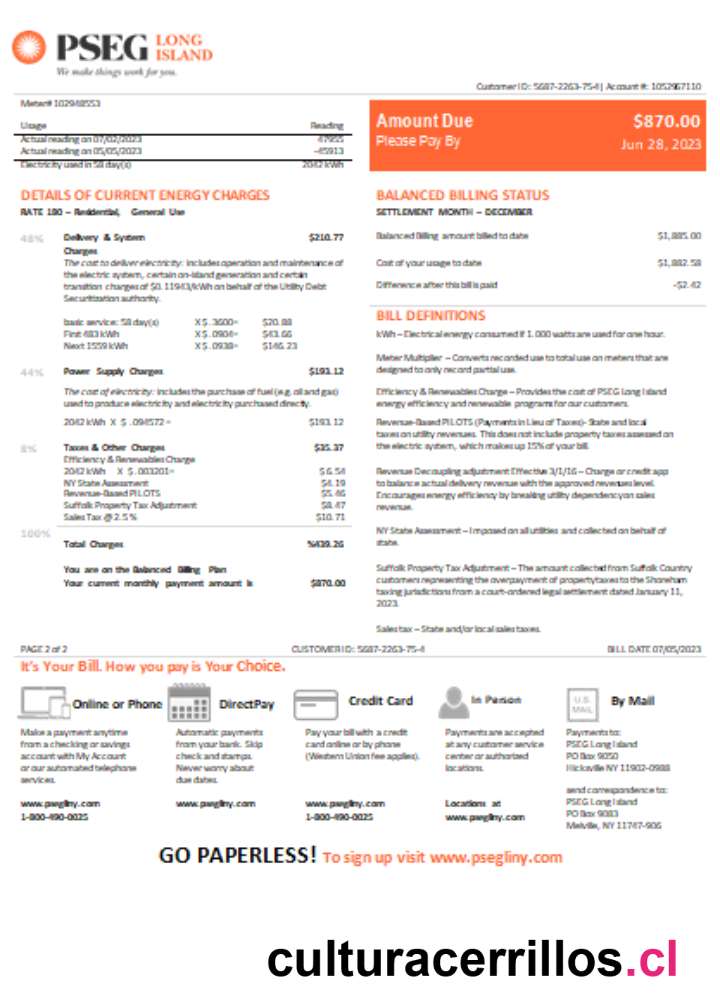 PSEG LONG ISLAND
We make things work for you.
Customer ID: 5687-2263-75-4 | Account #: 1052967110
Meter# 102948553
Usage Reading
Actual reading on 07/02/2023 47955
Actual reading on 05/05/2023 -45913
Electricity used in 58 day(s) 2042 kWh
Amount Due $870.00
Please Pay By Jun 28, 2023
DETAILS OF CURRENT ENERGY CHARGES
RATE 180 – Residential, General Use
48% Delivery & System $210.77
Charges
The cost to deliver electricity: includes operation and maintenance of
the electric system, certain on-island generation and certain
transition charges of $0.11943/kWh on behalf of the Utility Debt
Securitization authority.
basic service: 58 day(s) X $ .3600= $20.88
First 483 kWh X $ .0904= $43.66
Next 1559 kWh X $ .0938= $146.23
44% Power Supply Charges $193.12
The cost of electricity: includes the purchase of fuel (e.g. oil and gas)
used to produce electricity and electricity purchased directly.
2042 kWh X $ .094572 = $193.12
8% Taxes & Other Charges $35.37
Efficiency & Renewables Charge
2042 kWh X $ .003201= $ 6.54
NY State Assessment $4.19
Revenue-Based PILOTS $5.46
Suffolk Property Tax Adjustment $8.47
Sales Tax @2.5 % $10.71
100%
Total Charges %439.26
You are on the Balanced Billing Plan
Your current monthly payment amount is $870.00
BALANCED BILLING STATUS
SETTLEMENT MONTH – DECEMBER
Balanced Billing amount billed to date $1,885.00
Cost of your usage to date $1,882.58
Difference after this bill is paid -$2.42
BILL DEFINITIONS
kWh – Electrical energy consumed if 1.000 watts are used for one hour.
Meter Multiplier – Converts recorded use to total use on meters that are
designed to only record partial use.
Efficiency & Renewables Charge – Provides the cost of PSEG Long Island
energy efficiency and renewable programs for our customers.
Revenue-Based PILOTS (Payments in Lieu of Taxes)- State and local
taxes on utility revenues. This does not include property taxes assessed on
the electric system, which makes up 15% of your bill.
Revenue Decoupling adjustment Effective 3/1/16 – Charge or credit app
to balance actual delivery revenue with the approved revenues level.
Encourages energy efficiency by breaking utility dependency on sales
revenue.
NY State Assessment – Imposed on all utilities and collected on behalf of
state.
Suffolk Property Tax Adjustment – The amount collected from Suffolk Country
customers representing the overpayment of property taxes to the Shoreham
taxing jurisdictions from a court-ordered legal settlement dated January 11,
2023.
Sales tax – State and/or local sales taxes.
PAGE 2 of 2 CUSTOMER ID: 5687-2263-75-4 BILL DATE 07/05/2023
It's Your Bill. How you pay is Your Choice.
Online or Phone
Make a payment anytime
from a checking or savings
account with My Account
or our automated telephone
services.
www.psegliny.com
1-800-490-0025
DirectPay
Automatic payments
from your bank. Skip
check and stamps.
Never worry about
due dates.
www.psegliny.com
Credit Card
Pay your bill with a credit
card online or by phone
(Western Union fee applies).
www.psegliny.com
1-800-490-0025
In Person
Payments are accepted
at any customer service
center or authorized
locations.
Locations at
www.psegliny.com
U.S.
MAIL
By Mail
Payments to:
PSEG Long Island
PO Box 9050
Hicksville NY 11902-0988
send correspondence to:
PSEG Long Island
PO Box 9083
Melville, NY 11747-906
GO PAPERLESS! To sign up visit www.psegliny.com
culturacerrillos.cl